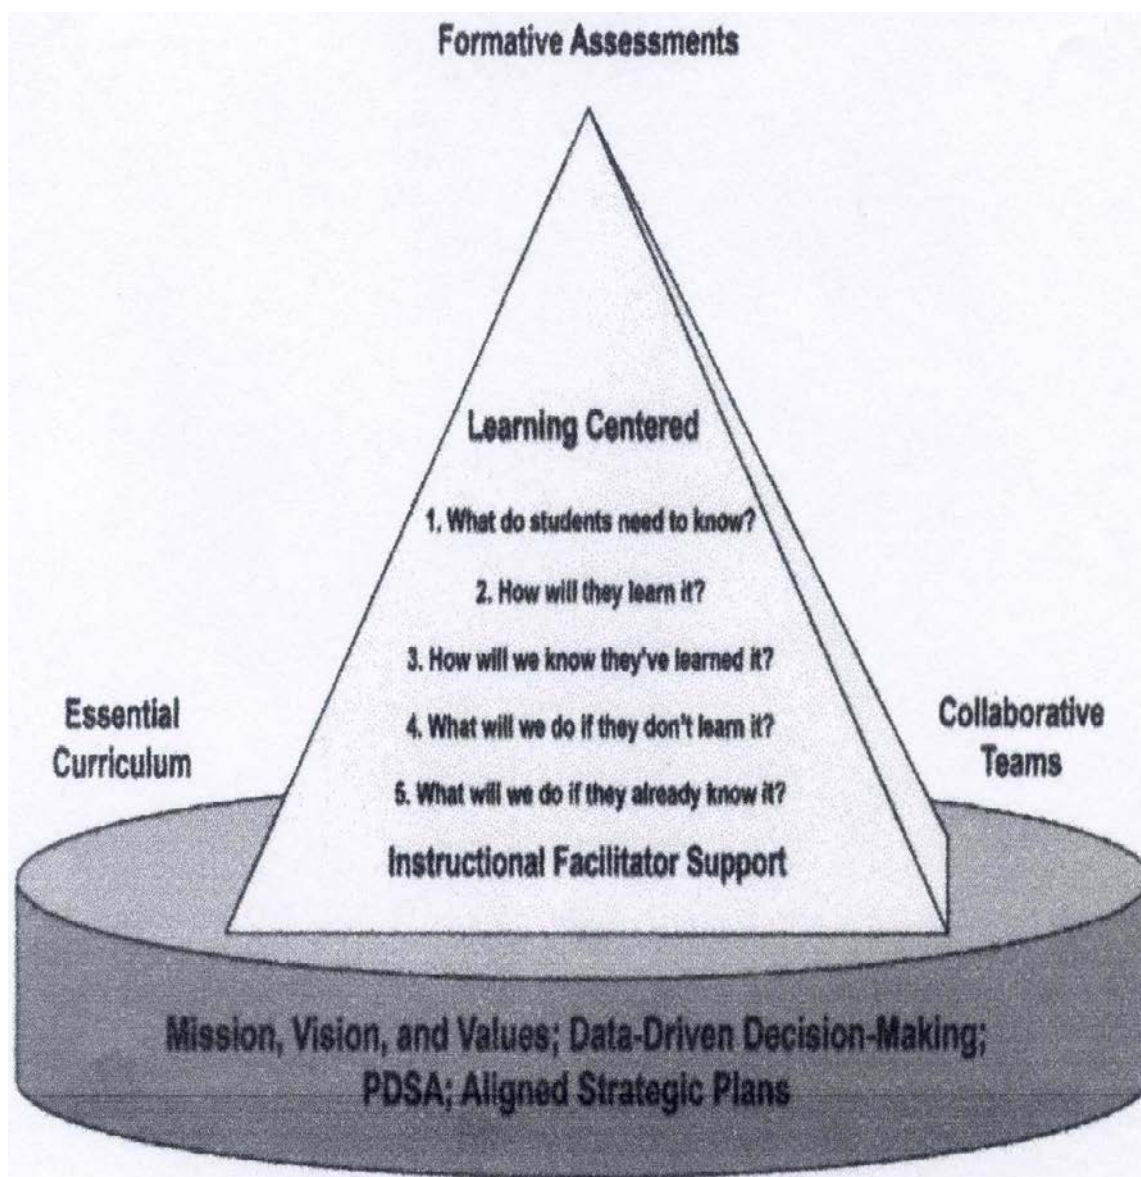 Formative Assessments
Learning Centered
1. What do students need to know?
2. How will they learn it?
3. How will we know they've learned it?
4. What will we do if they don't learn it?
5. What will we do if they already know it?
Instructional Facilitator Support
Essential
Curriculum
Collaborative
Teams
Mission, Vision, and Values; Data-Driven Decision-Making;
PDSA; Aligned Strategic Plans